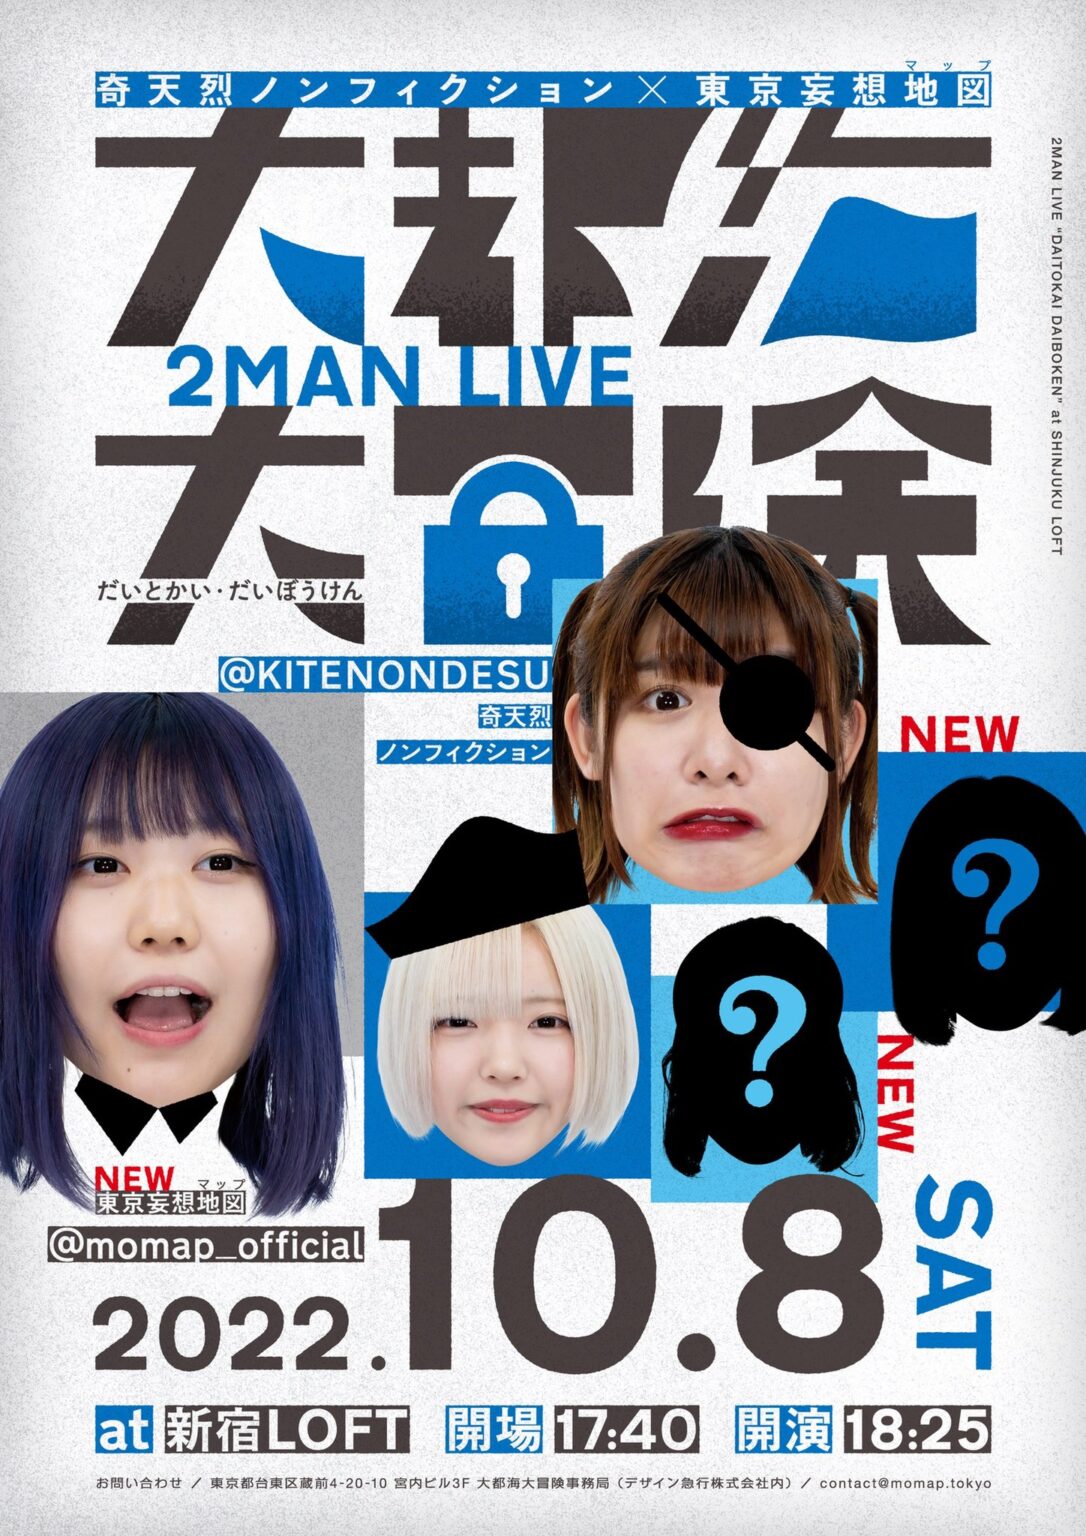 奇天烈ノンフィクション×東京妄想地図
マップ
大都海
2MAN LIVE
大冒険
だいとかい・だいぼうけん
2MAN LIVE “DAITOKAI DAIBOKEN” at SHINJUKU LOFT
@KITENONDESU
奇天烈
ノンフィクション
NEW
?
?
NEW
NEW
マップ
東京妄想地図
@momap_official
2022.10.8
SAT
at 新宿LOFT 開場 17:40 開演 18:25
お問い合わせ / 東京都台東区蔵前4-20-10 宮内ビル3F 大都海大冒険事務局（デザイン急行株式会社内）/ contact@momap.tokyo